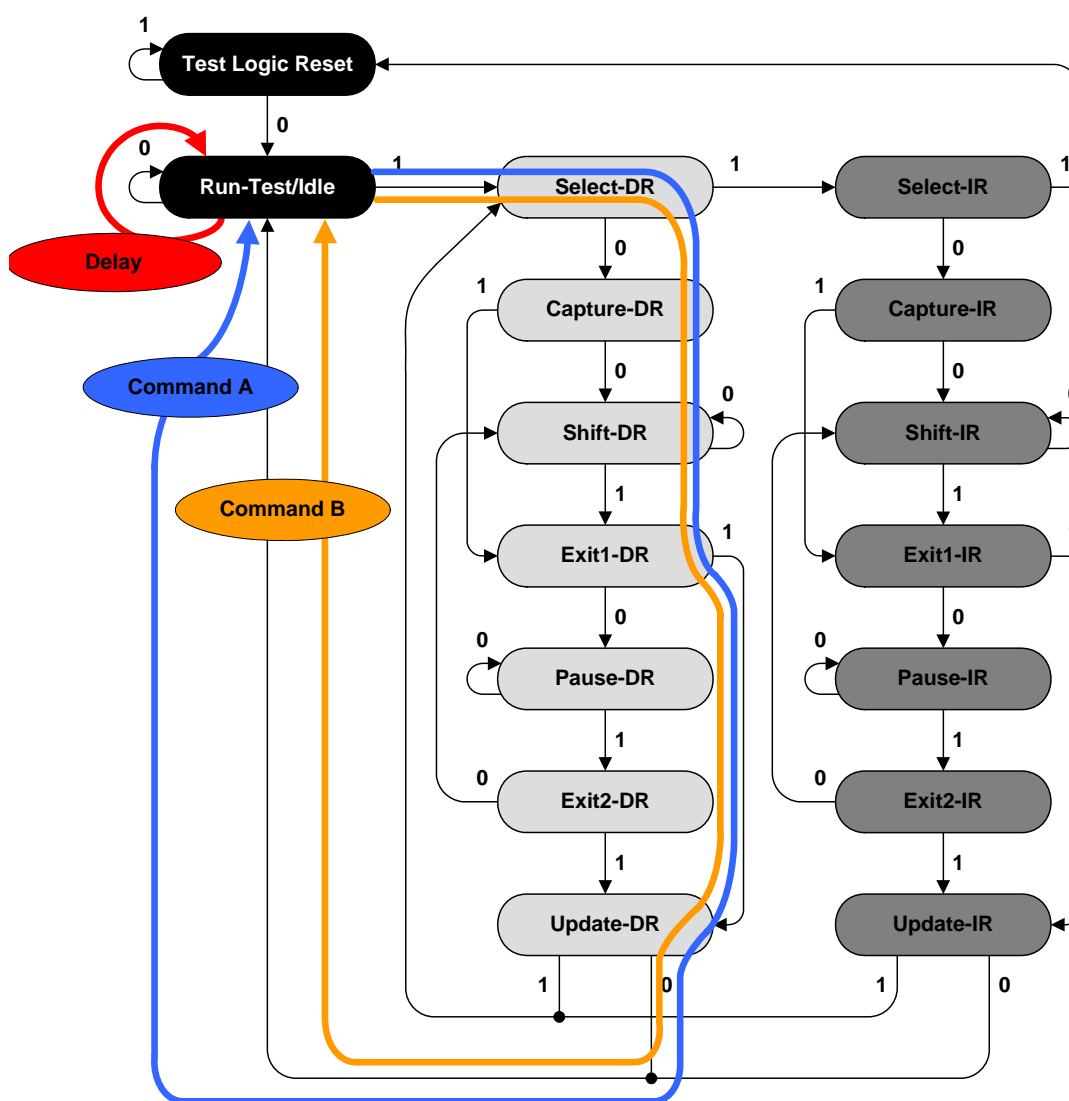 1
Test Logic Reset
0
0
Run-Test/Idle
1
Select-DR
1
Select-IR
1
Delay
0
0
1
Capture-DR
1
Capture-IR
Command A
0
0
Shift-DR
0
Shift-IR
0
Command B
1
1
Exit1-DR
1
Exit1-IR
0
0
0
Pause-DR
0
Pause-IR
1
1
0
Exit2-DR
0
Exit2-IR
1
1
Update-DR
Update-IR
1
0
1
0